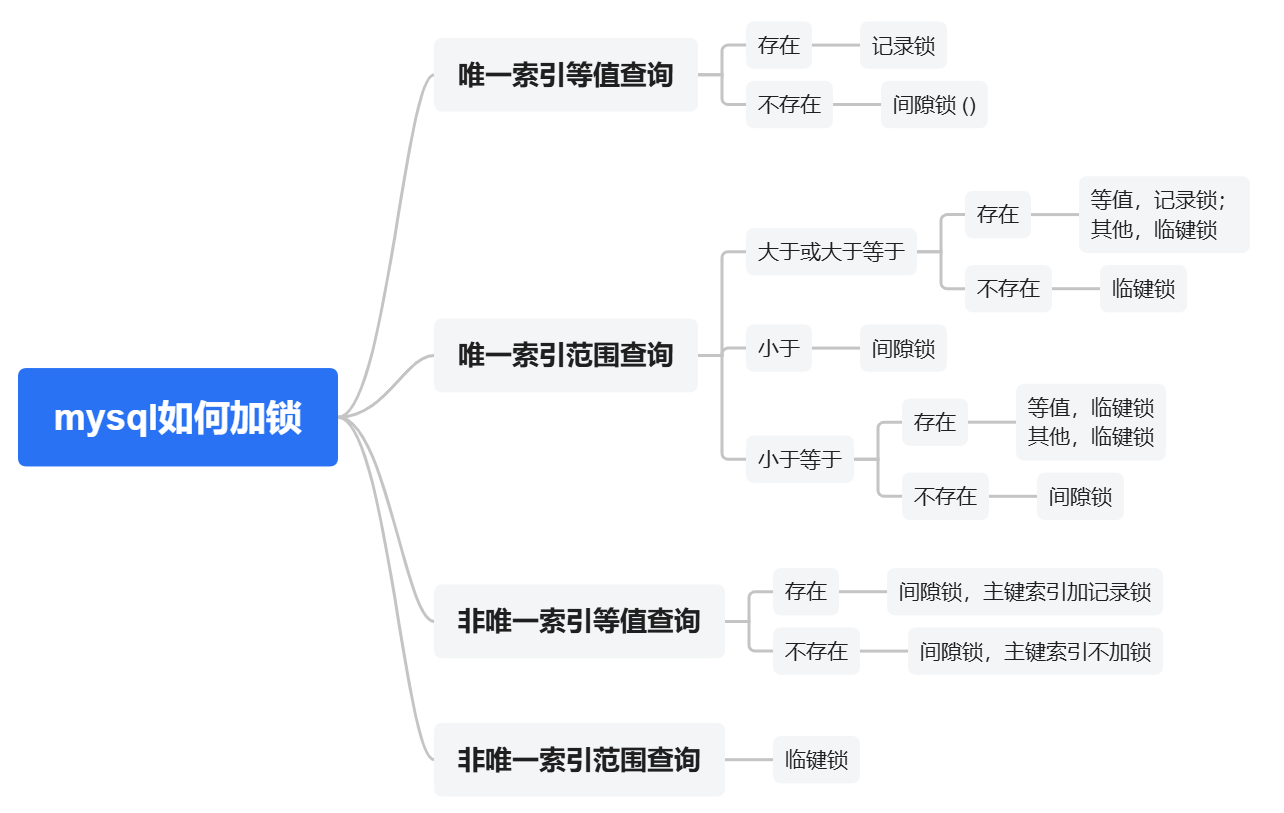 mysql如何加锁
唯一索引等值查询
存在
记录锁
不存在
间隙锁 ()
唯一索引范围查询
大于或大于等于
存在
等值，记录锁；
其他，临键锁
不存在
临键锁
小于
间隙锁
小于等于
存在
等值，临键锁
其他，临键锁
不存在
间隙锁
非唯一索引等值查询
存在
间隙锁，主键索引加记录锁
不存在
间隙锁，主键索引不加锁
非唯一索引范围查询
临键锁